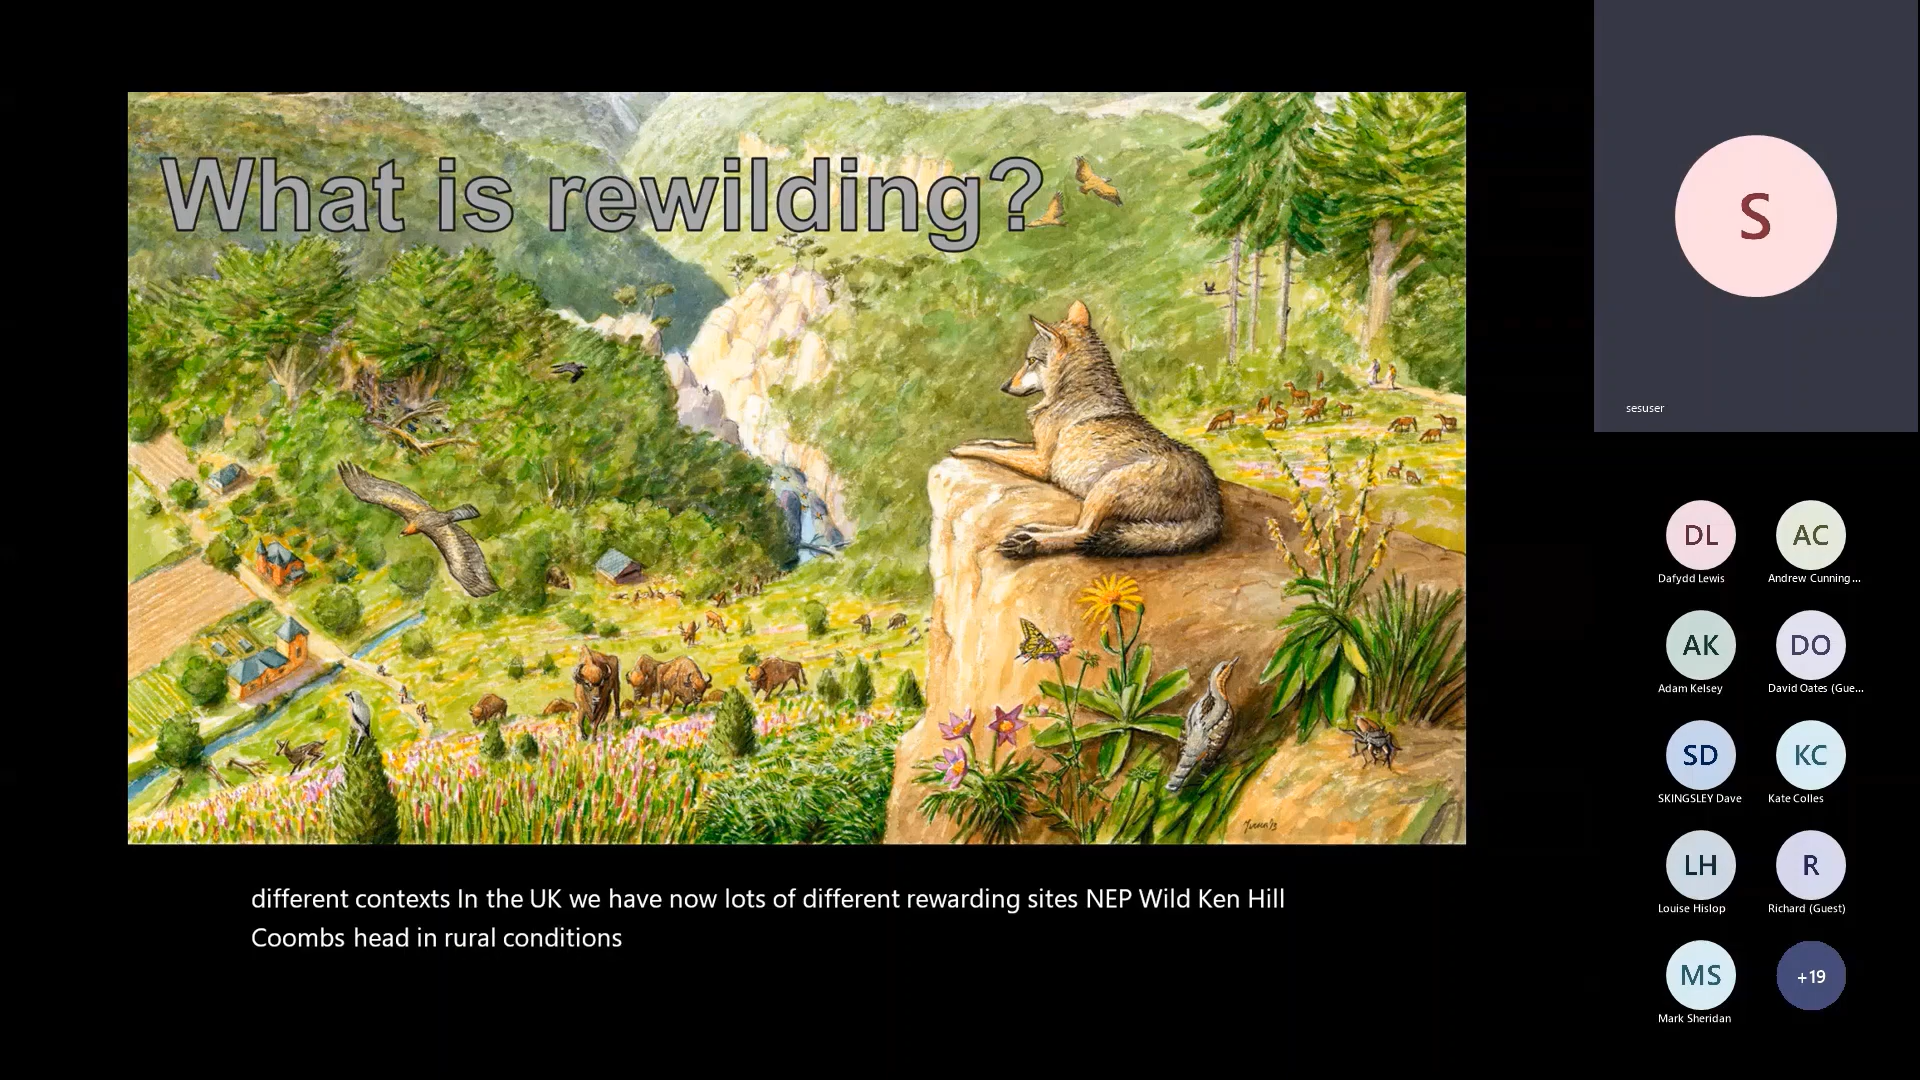 What is rewilding?
different contexts In the UK we have now lots of different rewarding sites NEP Wild Ken Hill
Coombs head in rural conditions
S
sesuser
DL
Dafydd Lewis
AC
Andrew Cunning...
AK
Adam Kelsey
DO
David Oates (Gue...
SD
SKINGSLEY Dave
KC
Kate Colles
LH
Louise Hislop
R
Richard (Guest)
MS
Mark Sheridan
+19